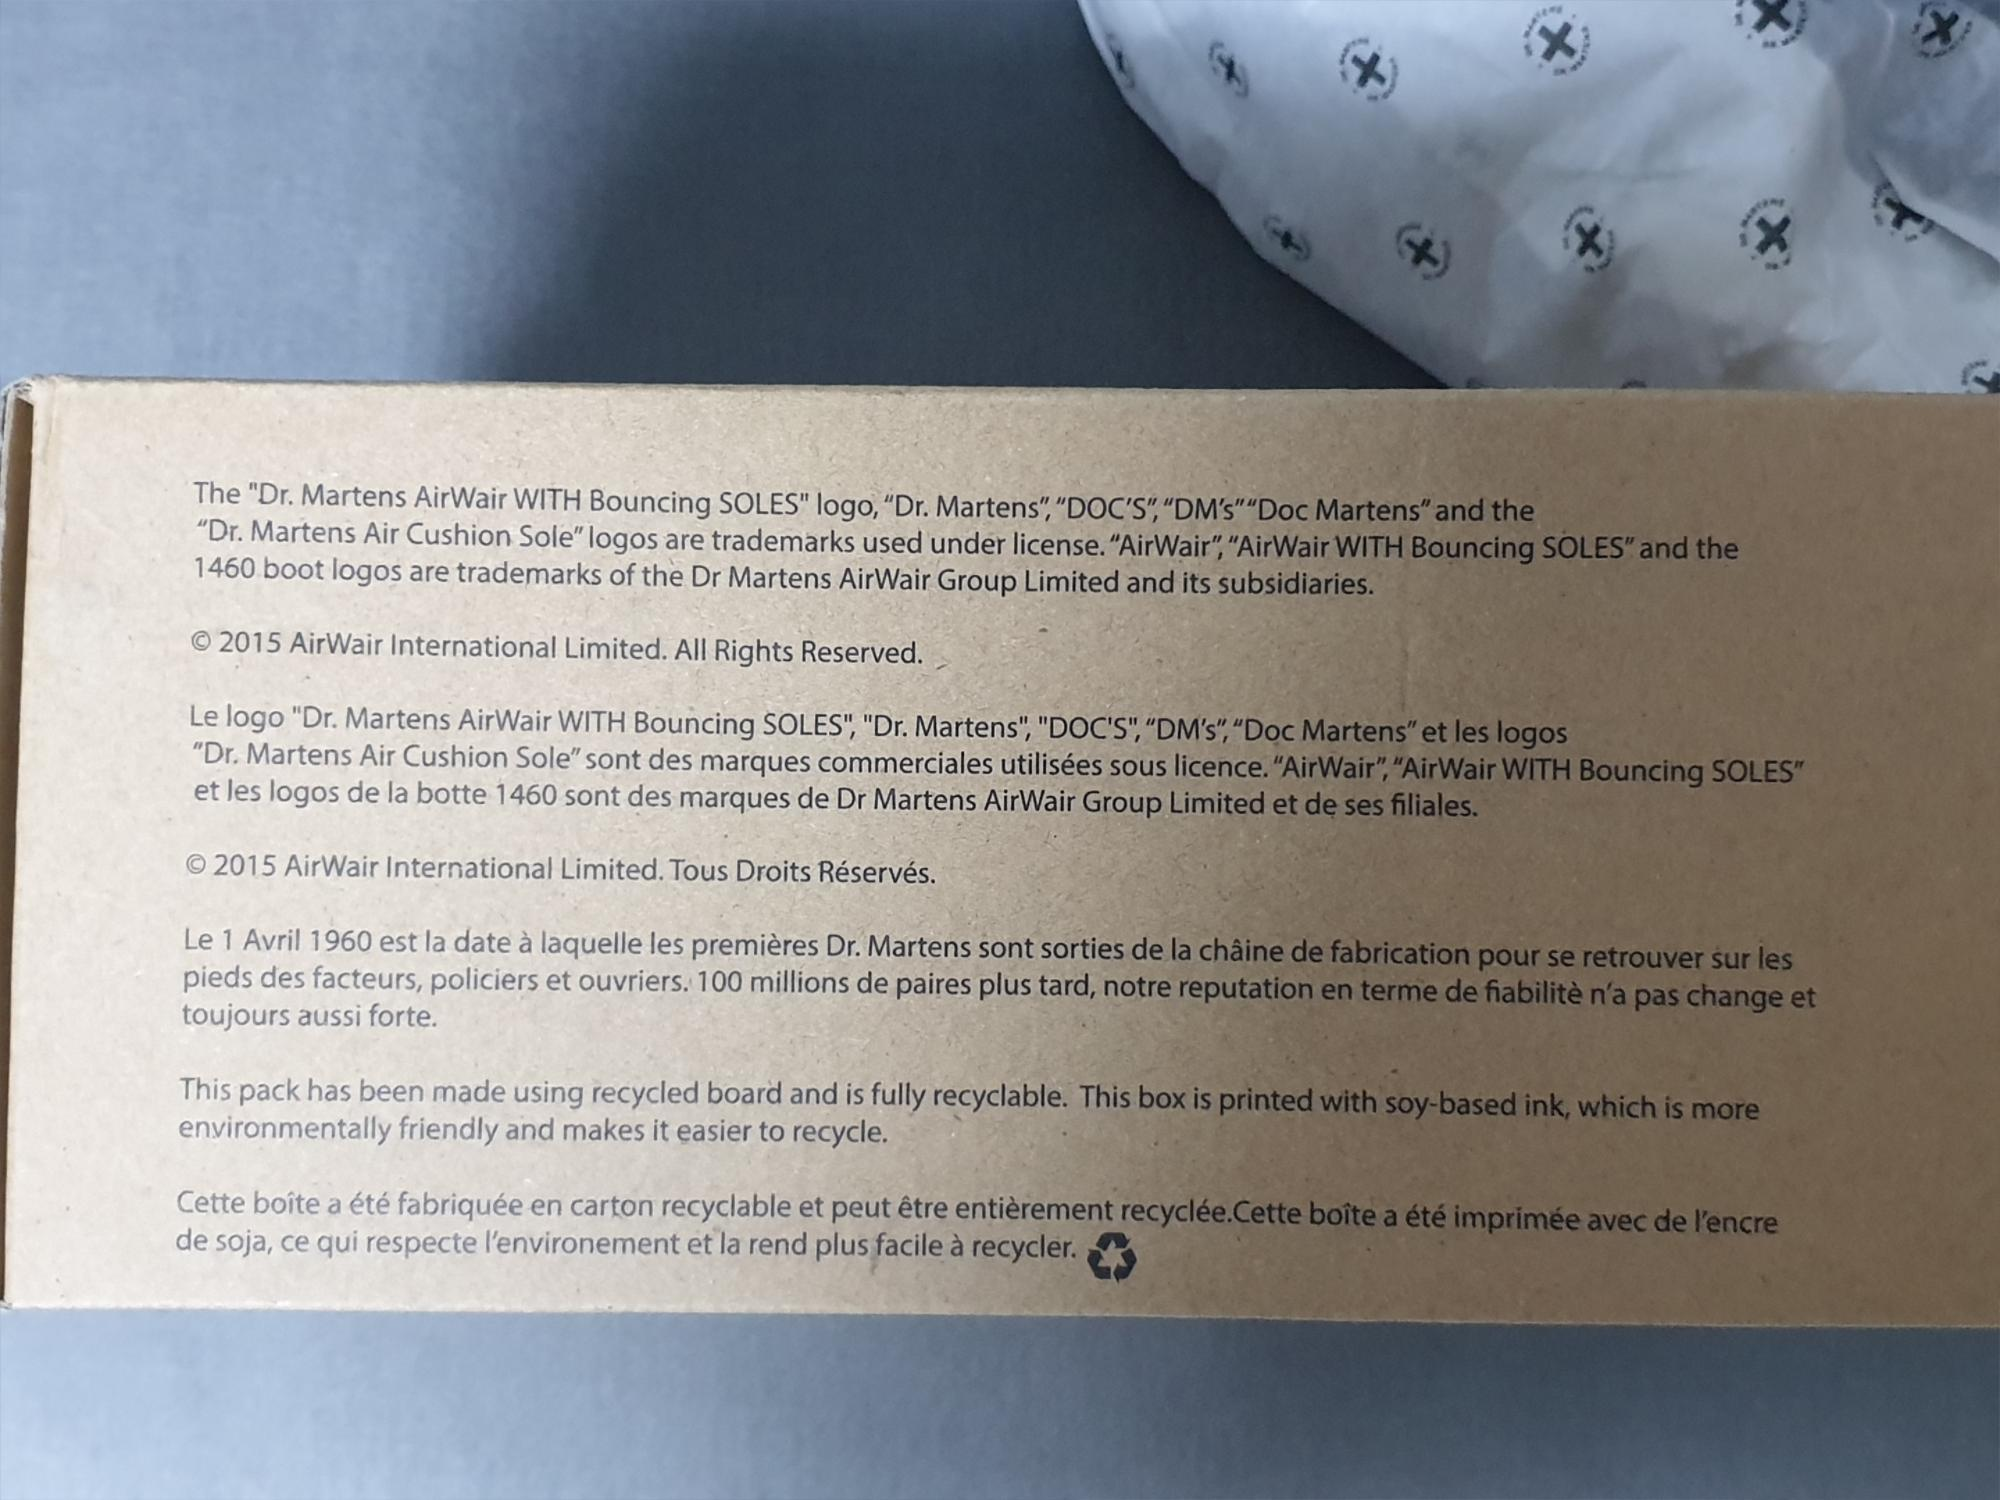 The "Dr. Martens AirWair WITH Bouncing SOLES" logo, “Dr. Martens”, “DOC’S”, “DM’s” “Doc Martens” and the
“Dr. Martens Air Cushion Sole” logos are trademarks used under license. “AirWair”, “AirWair WITH Bouncing SOLES” and the
1460 boot logos are trademarks of the Dr Martens AirWair Group Limited and its subsidiaries.
© 2015 AirWair International Limited. All Rights Reserved.
Le logo "Dr. Martens AirWair WITH Bouncing SOLES", "Dr. Martens", "DOC'S", “DM’s”, “Doc Martens” et les logos
“Dr. Martens Air Cushion Sole” sont des marques commerciales utilisées sous licence. “AirWair”, “AirWair WITH Bouncing SOLES”
et les logos de la botte 1460 sont des marques de Dr Martens AirWair Group Limited et de ses filiales.
© 2015 AirWair International Limited. Tous Droits Réservés.
Le 1 Avril 1960 est la date à laquelle les premières Dr. Martens sont sorties de la châine de fabrication pour se retrouver sur les
pieds des facteurs, policiers et ouvriers. 100 millions de paires plus tard, notre reputation en terme de fiabilitè n’a pas change et
toujours aussi forte.
This pack has been made using recycled board and is fully recyclable. This box is printed with soy-based ink, which is more
environmentally friendly and makes it easier to recycle.
Cette boîte a été fabriquée en carton recyclable et peut être entièrement recyclée.Cette boîte a été imprimée avec de l’encre
de soja, ce qui respecte l’environement et la rend plus facile à recycler.